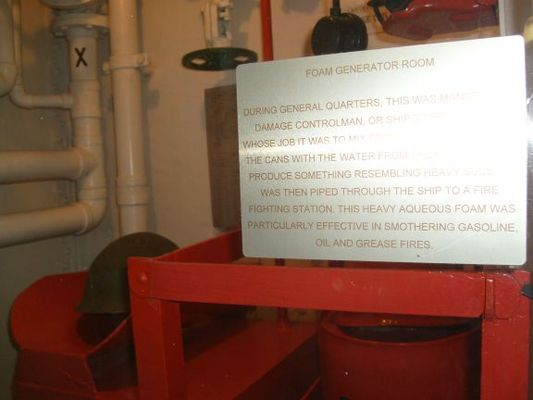 X
FOAM GENERATOR ROOM
DURING GENERAL QUARTERS, THIS WAS
DAMAGE CONTROLMAN, OR SHIP'S
WHOSE JOB IT WAS TO MIX
THE CANS WITH THE WATER FROM
PRODUCE SOMETHING RESEMBLING HEAVY
WAS THEN PIPED THROUGH THE SHIP TO A FIRE
FIGHTING STATION. THIS HEAVY AQUEOUS FOAM WAS
PARTICULARLY EFFECTIVE IN SMOTHERING GASOLINE,
OIL AND GREASE FIRES.